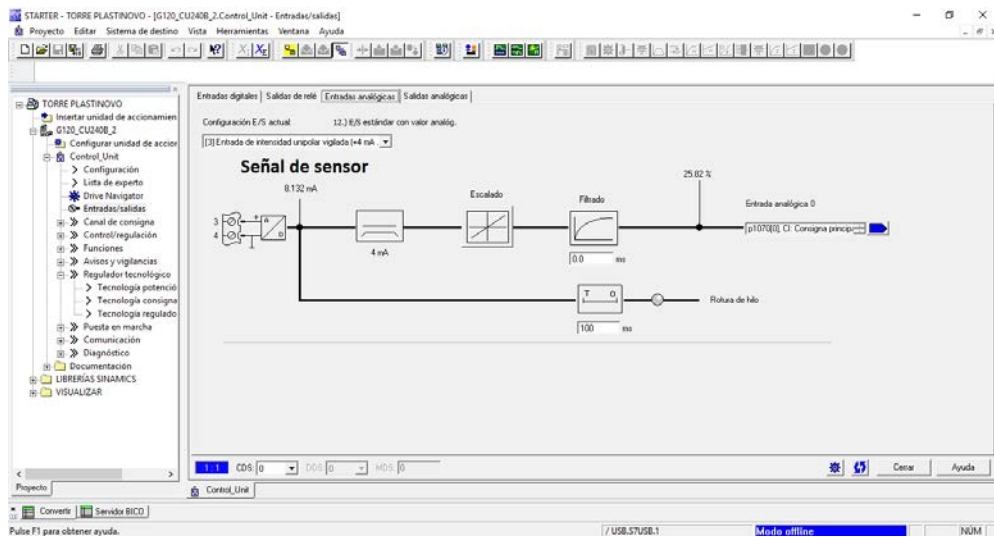 STARTER - TORRE PLASTINOVO - [G120_CU240B_2.Control_Unit - Entradas/salidas]
Proyecto Editar Sistema de destino Vista Herramientas Ventana Ayuda
TORRE PLASTINOVO
Insertar unidad de accionamien
G120_CU240B_2
Configurar unidad de accior
Control_Unit
Configuración
Lista de experto
Drive Navigator
Entradas/salidas
Canal de consigna
Control/regulación
Funciones
Avisos y vigilancias
Regulador tecnológico
Tecnología potenció
Tecnología consigna
Tecnología regulado
Puesta en marcha
Comunicación
Diagnóstico
Documentación
LIBRERÍAS SINAMICS
VISUALIZAR
Proyecto
Entradas digitales | Salidas de relé | Entradas analógicas | Salidas analógicas
Configuración E/S actual: 12.) E/S estándar con valor analóg.
[3] Entrada de intensidad unipolar vigilada (+4 mA .
Señal de sensor
8.132 mA
25.82 %
Escalado
Filtrado
Entrada analógica 0
3
4
+
A
D
p1070[0], CI: Consigna princip
4 mA
0.0 ms
T 0
Rotura de hilo
100 ms
1 : 1 CDS: 0 DDS: 0 MDS: 0
Cerrar Ayuda
Control_Unit
Convertir Servidor BICO
Pulse F1 para obtener ayuda. / USB.S7USB.1 Modo offline NÚM